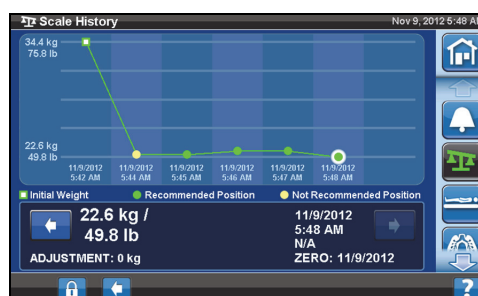 Scale History
Nov 9, 2012 5:48 AM
34.4 kg
75.8 lb
22.6 kg
49.8 lb
11/9/2012 11/9/2012 11/9/2012 11/9/2012 11/9/2012 11/9/2012
5:42 AM 5:44 AM 5:45 AM 5:46 AM 5:47 AM 5:48 AM
Initial Weight Recommended Position Not Recommended Position
22.6 kg /
49.8 lb
ADJUSTMENT: 0 kg
11/9/2012
5:48 AM
N/A
ZERO: 11/9/2012
?